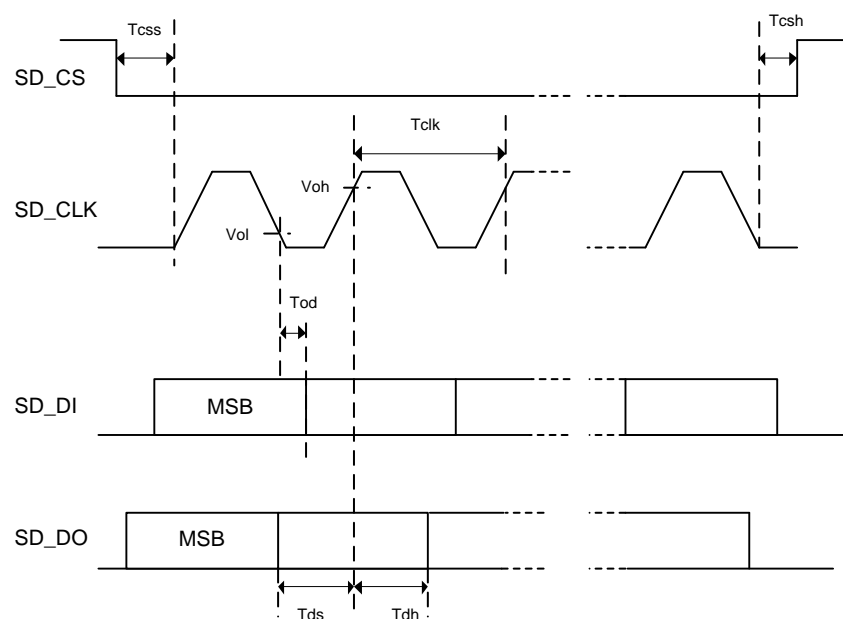 Tcss
Tcsh
SD_CS
Tclk
Voh
SD_CLK
Vol
Tod
SD_DI
MSB
SD_DO
MSB
Tds
Tdh